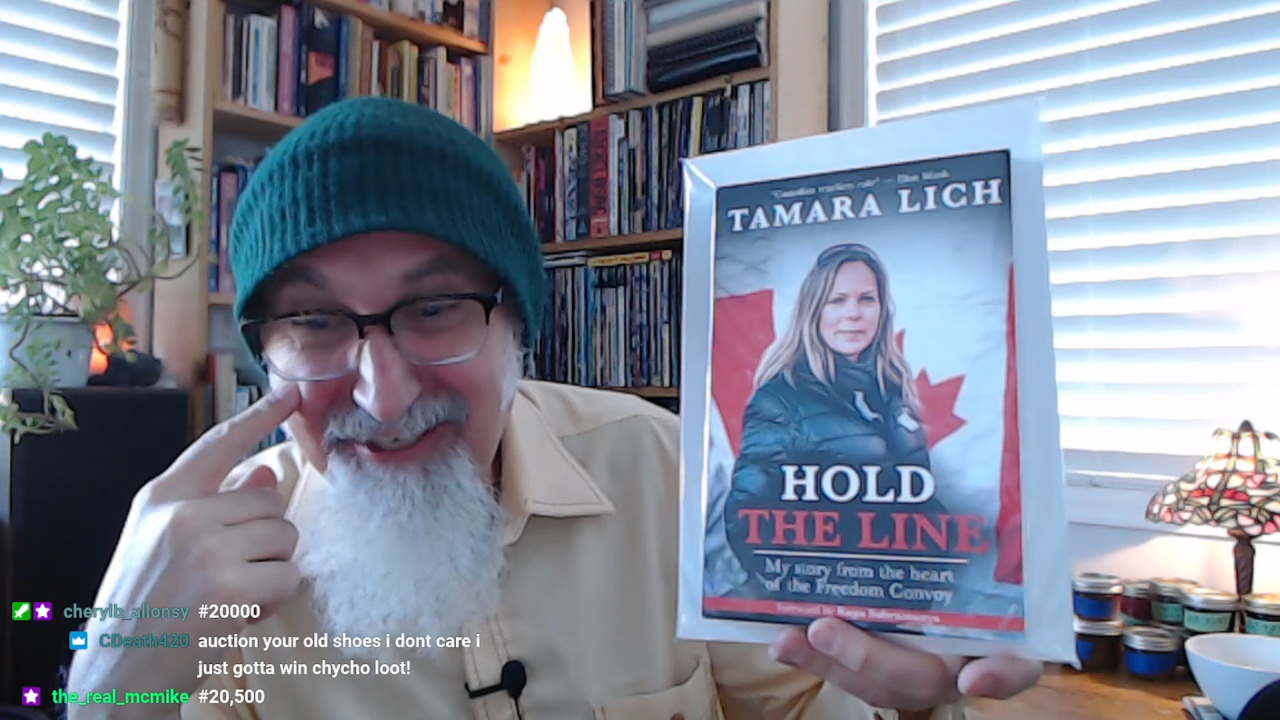 "Canadian truckers rule" — Elon Musk
TAMARA LICH
HOLD
THE LINE
My story from the heart
of the Freedom Convoy
Foreword by Rupa Subramanya
cherylb_allonsy #20000
CDeath420 auction your old shoes i dont care i
just gotta win chycho loot!
the_real_mcmike #20,500